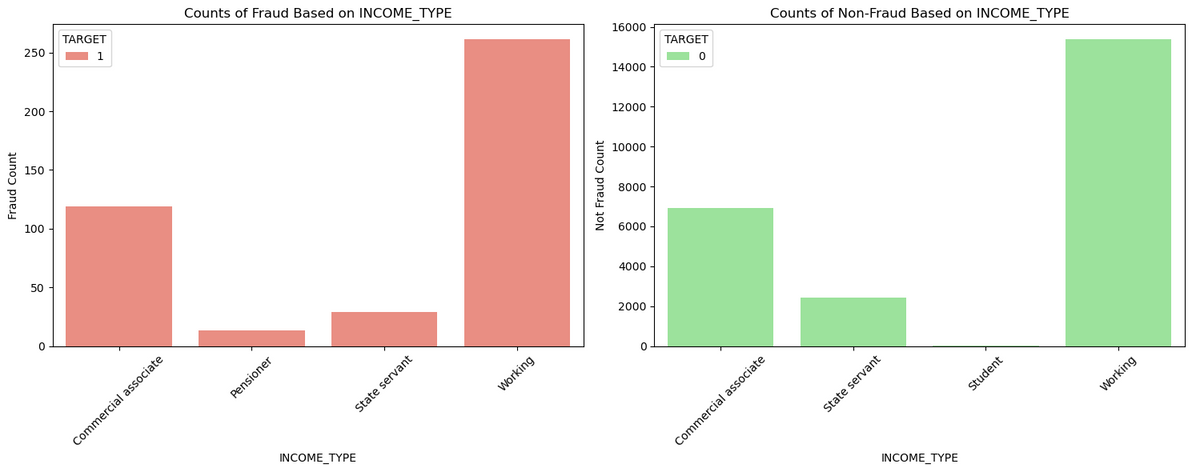 Counts of Fraud Based on INCOME_TYPE
TARGET
1
250
200
150
100
50
0
Fraud Count
Commercial associate
Pensioner
State servant
Working
INCOME_TYPE
Counts of Non-Fraud Based on INCOME_TYPE
TARGET
0
16000
14000
12000
10000
8000
6000
4000
2000
0
Not Fraud Count
Commercial associate
State servant
Student
Working
INCOME_TYPE